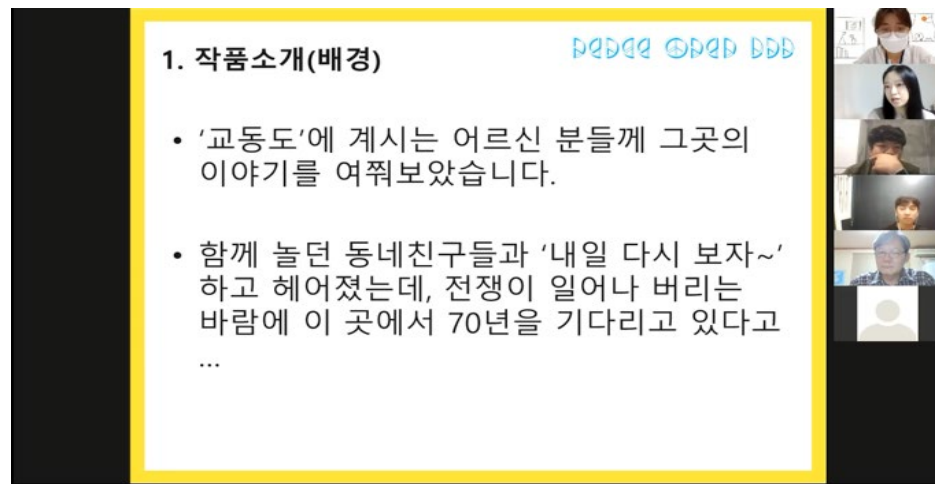 1. 작품소개(배경)
• '교동도'에 계시는 어르신 분들께 그곳의
이야기를 여쭤보았습니다.
• 함께 놀던 동네친구들과 '내일 다시 보자~'
하고 헤어졌는데, 전쟁이 일어나 버리는
바람에 이 곳에서 70년을 기다리고 있다고
...